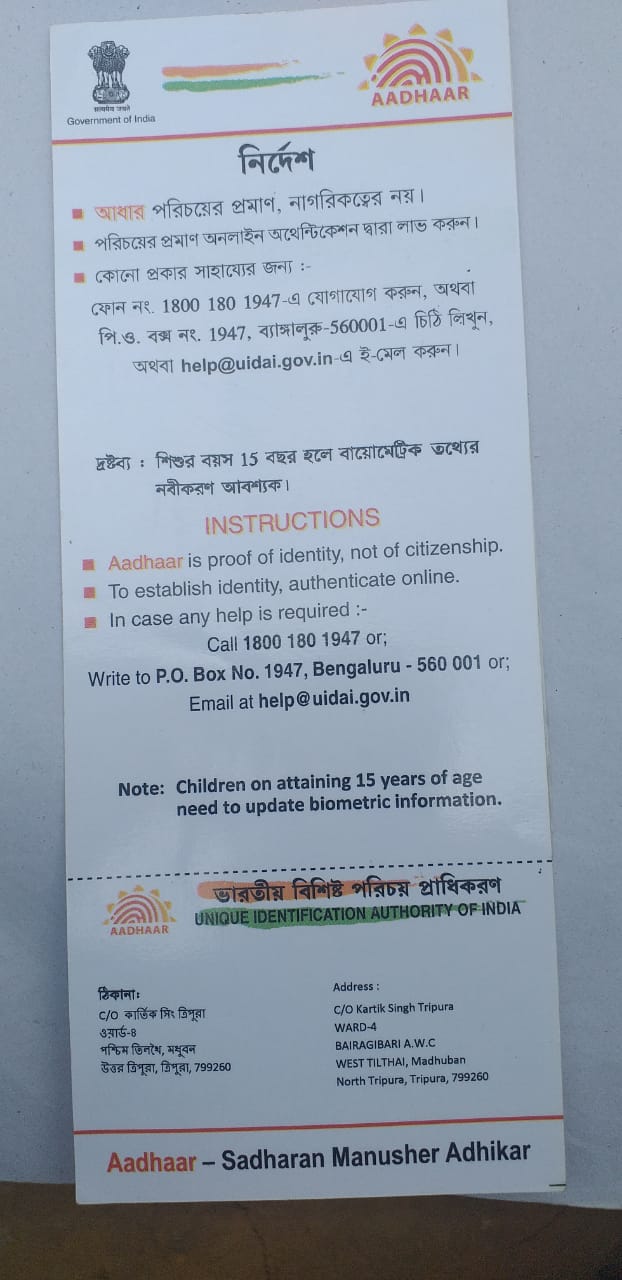 सत्यमेव जयते
Government of India
AADHAAR
নির্দেশ
আধার পরিচয়ের প্রমাণ, নাগরিকত্বের নয়।
পরিচয়ের প্রমাণ অনলাইন অথেন্টিকেশন দ্বারা লাভ করুন।
কোনো প্রকার সাহায্যের জন্য :-
ফোন নং. 1800 180 1947-এ যোগাযোগ করুন, অথবা
পি.ও. বক্স নং. 1947, ব্যাঙ্গালুরু-560001-এ চিঠি লিখুন,
অথবা help@uidai.gov.in-এ ই-মেল করুন।
দ্রষ্টব্য : শিশুর বয়স 15 বছর হলে বায়োমেট্রিক তথ্যের
নবীকরণ আবশ্যক।
INSTRUCTIONS
Aadhaar is proof of identity, not of citizenship.
To establish identity, authenticate online.
In case any help is required :-
Call 1800 180 1947 or;
Write to P.O. Box No. 1947, Bengaluru - 560 001 or;
Email at help@uidai.gov.in
Note: Children on attaining 15 years of age
need to update biometric information.
AADHAAR
ভারতীয় বিশিষ্ট পরিচয় প্রাধিকরণ
UNIQUE IDENTIFICATION AUTHORITY OF INDIA
ঠিকানা:
C/O কার্তিক সিং ত্রিপুরা
ওয়ার্ড-৪
পশ্চিম তিলথৈ, মধুবন
উত্তর ত্রিপুরা, ত্রিপুরা, 799260
Address :
C/O Kartik Singh Tripura
WARD-4
BAIRAGIBARI A.W.C
WEST TILTHAI, Madhuban
North Tripura, Tripura, 799260
Aadhaar – Sadharan Manusher Adhikar